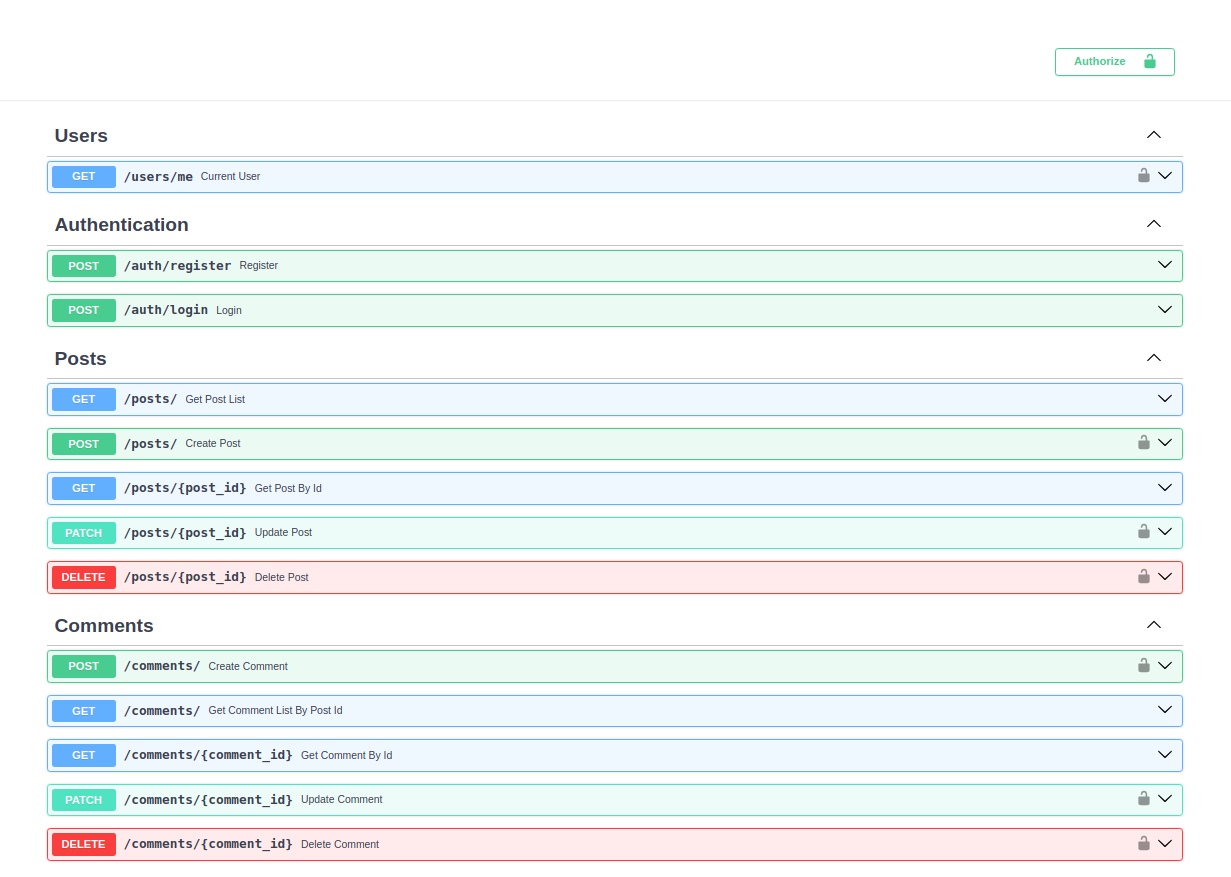 Authorize
Users
GET /users/me Current User
Authentication
POST /auth/register Register
POST /auth/login Login
Posts
GET /posts/ Get Post List
POST /posts/ Create Post
GET /posts/{post_id} Get Post By Id
PATCH /posts/{post_id} Update Post
DELETE /posts/{post_id} Delete Post
Comments
POST /comments/ Create Comment
GET /comments/ Get Comment List By Post Id
GET /comments/{comment_id} Get Comment By Id
PATCH /comments/{comment_id} Update Comment
DELETE /comments/{comment_id} Delete Comment